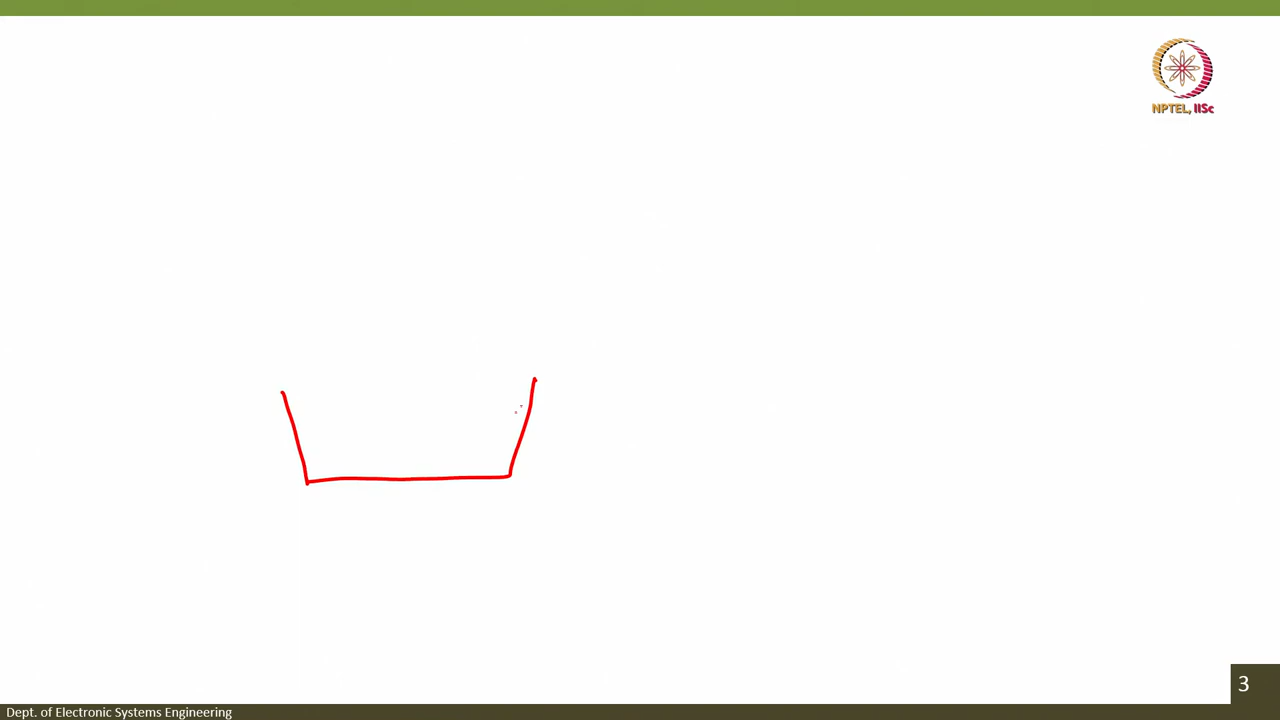 NPTEL, IISc
3
Dept. of Electronic Systems Engineering